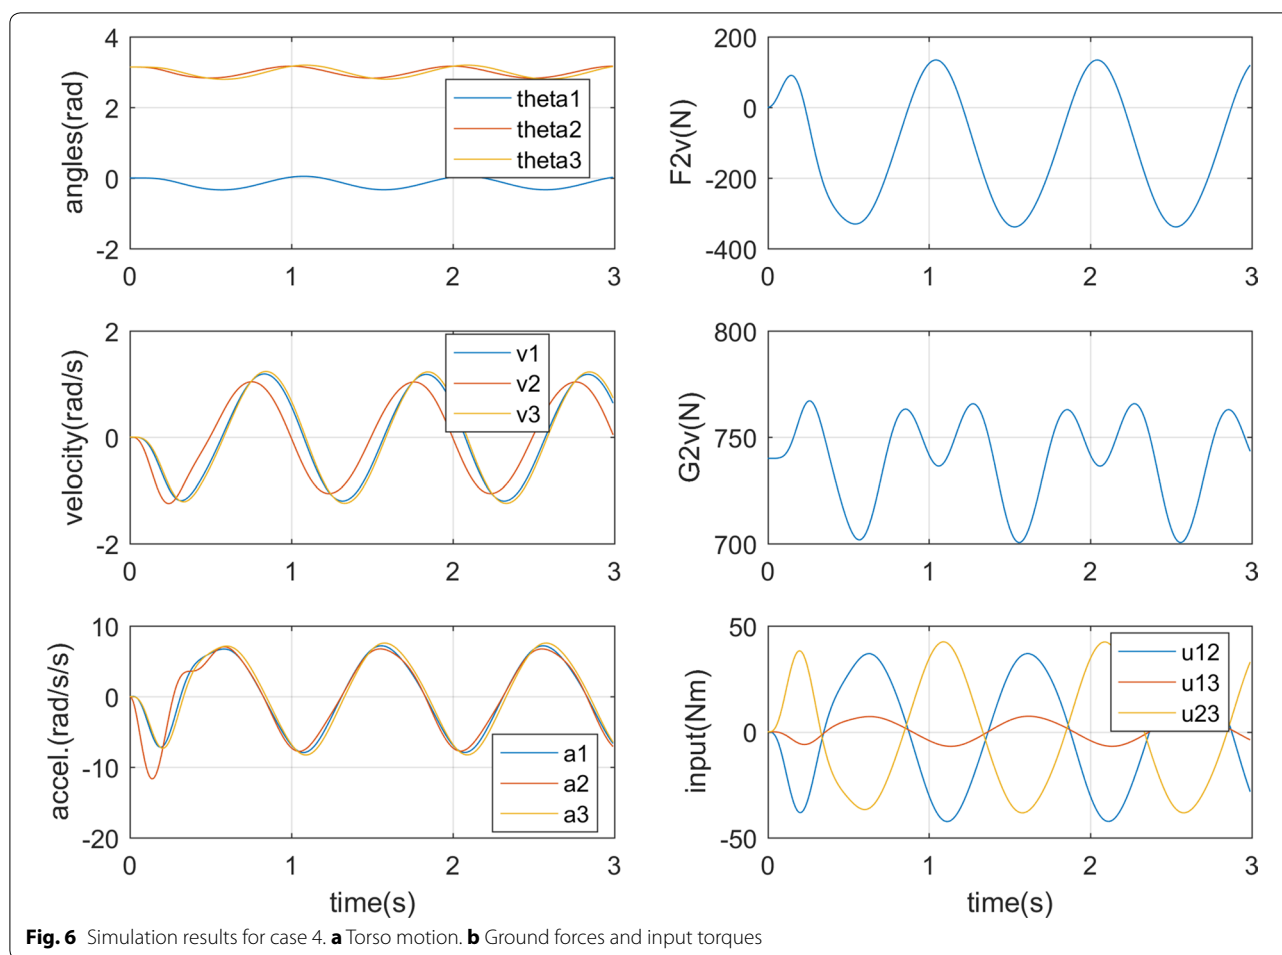 4
2
0
-2
angles(rad)
theta1
theta2
theta3
0 1 2 3
200
0
-200
-400
F2v(N)
0 1 2 3
2
0
-2
velocity(rad/s)
v1
v2
v3
0 1 2 3
800
750
700
G2v(N)
0 1 2 3
10
0
-10
-20
accel.(rad/s/s)
a1
a2
a3
0 1 2 3
time(s)
50
0
-50
input(Nm)
u12
u13
u23
0 1 2 3
time(s)
Fig. 6 Simulation results for case 4. a Torso motion. b Ground forces and input torques